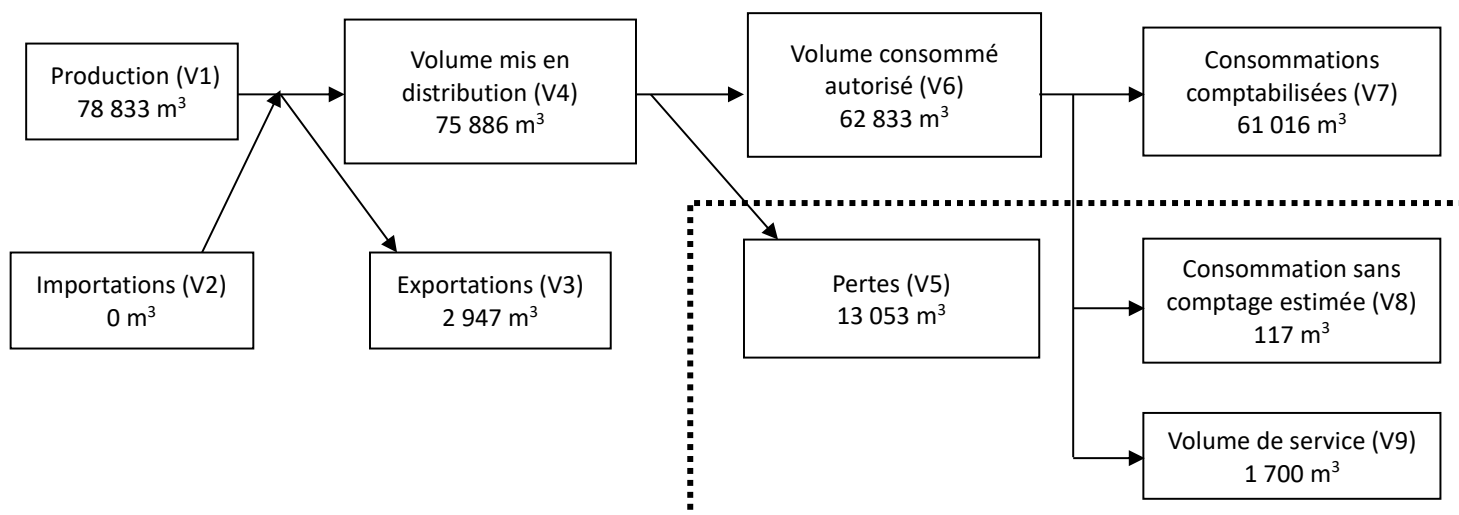 Production (V1)
78 833 m³
Volume mis en
distribution (V4)
75 886 m³
Volume consommé
autorisé (V6)
62 833 m³
Consommations
comptabilisées (V7)
61 016 m³
Importations (V2)
0 m³
Exportations (V3)
2 947 m³
Pertes (V5)
13 053 m³
Consommation sans
comptage estimée (V8)
117 m³
Volume de service (V9)
1 700 m³